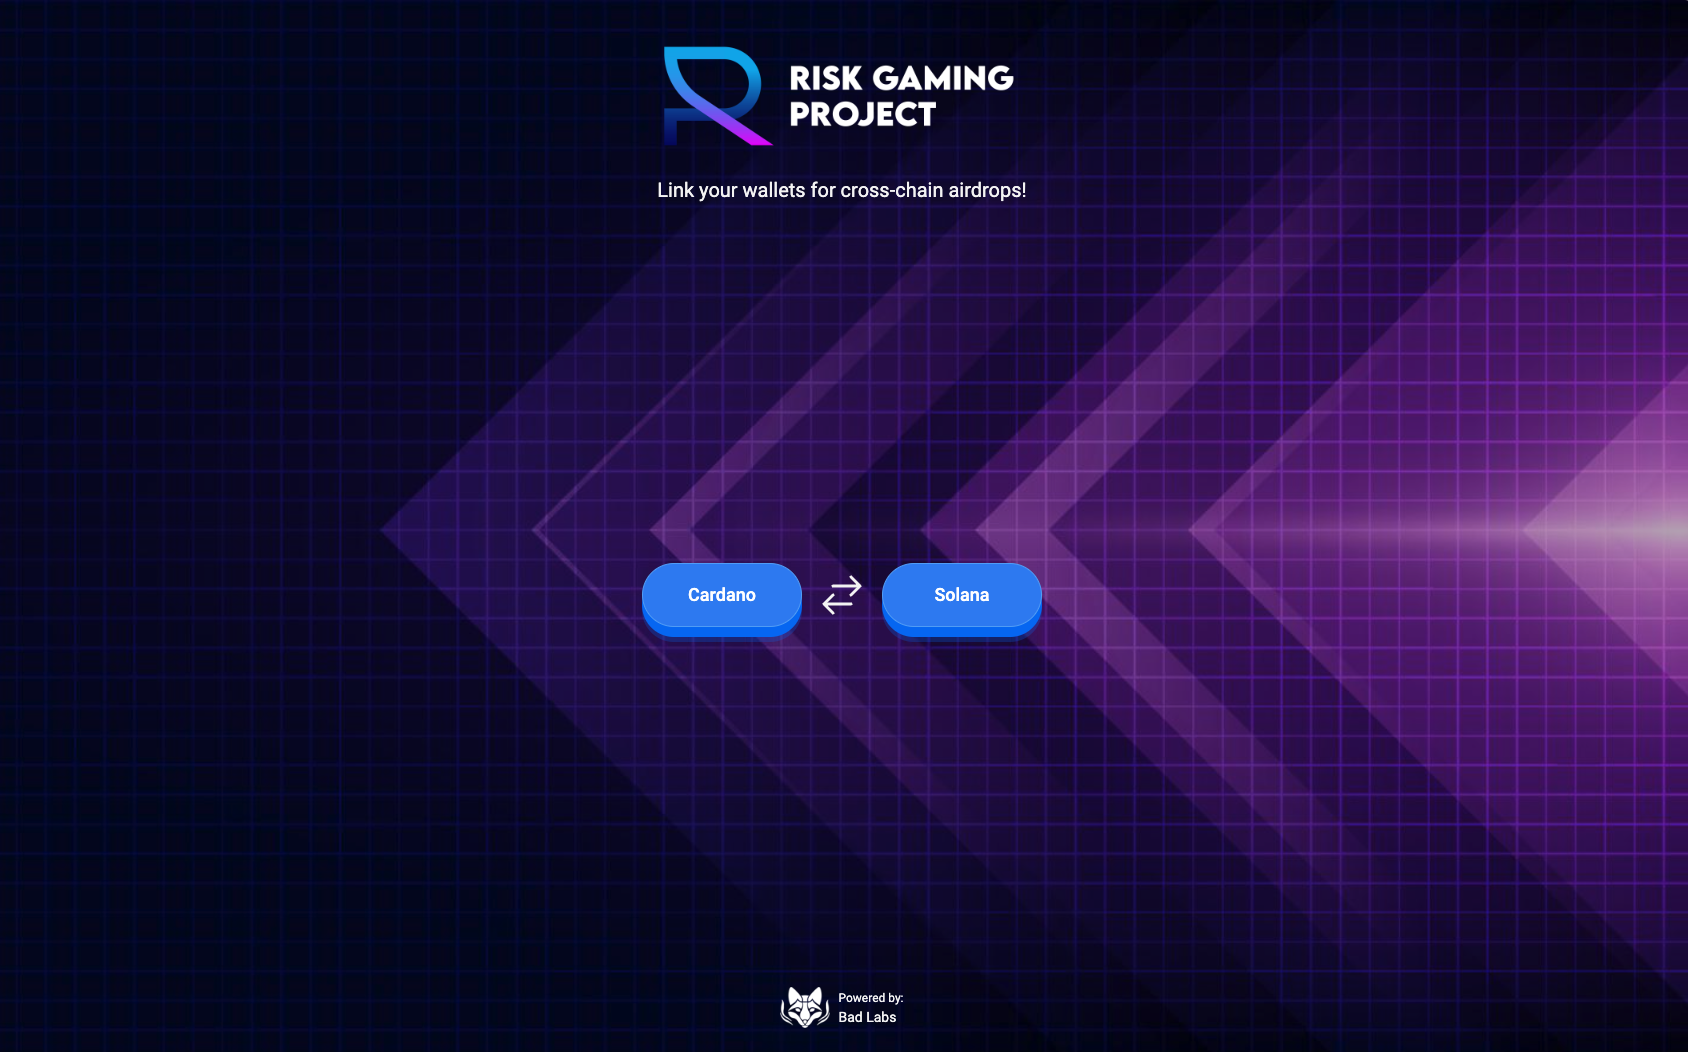 RISK GAMING
PROJECT
Link your wallets for cross-chain airdrops!
Cardano
Solana
Powered by:
Bad Labs